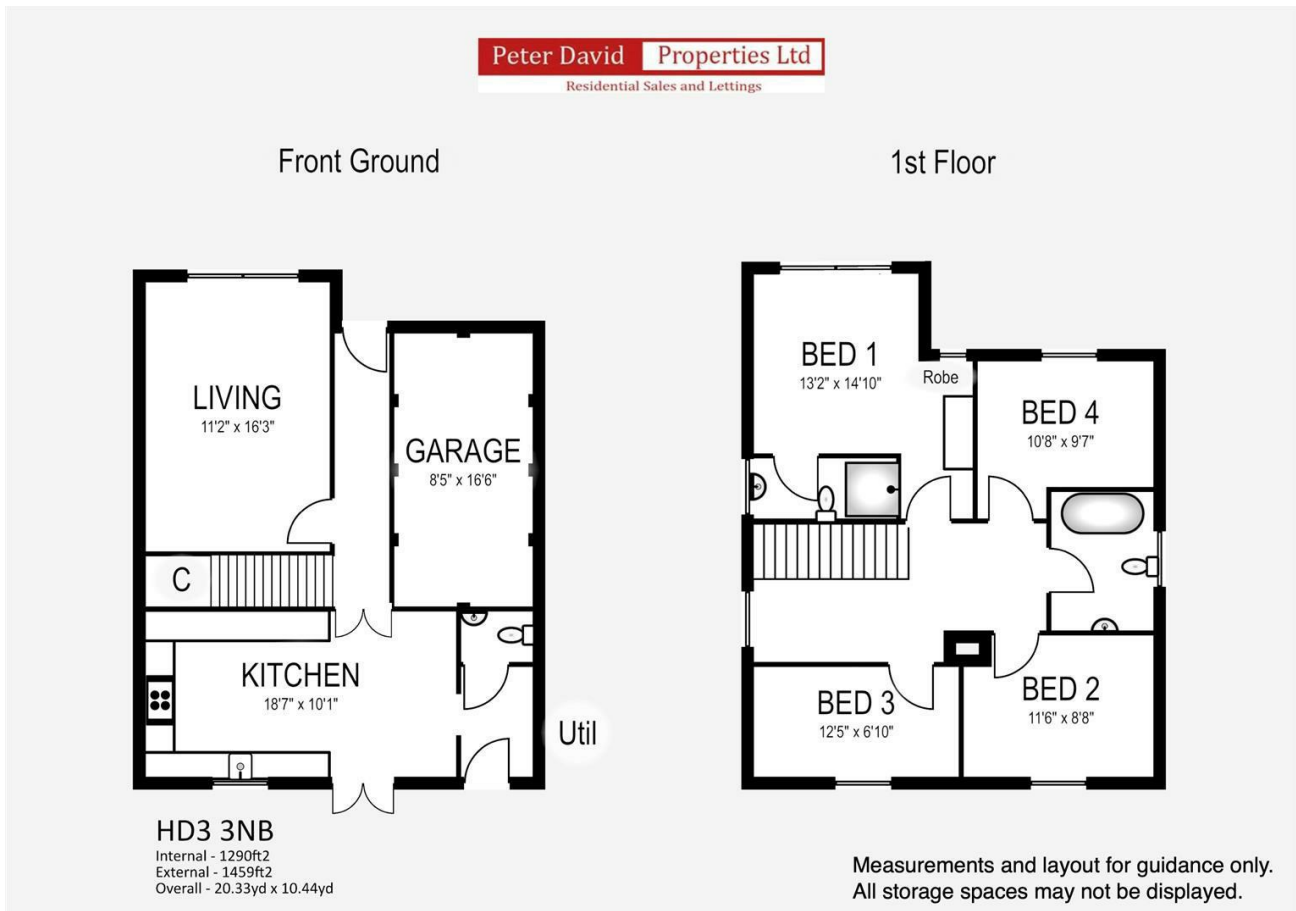 Peter David Properties Ltd
Residential Sales and Lettings
Front Ground
1st Floor
LIVING
11'2" x 16'3"
GARAGE
8'5" x 16'6"
C
KITCHEN
18'7" x 10'1"
Util
BED 1
13'2" x 14'10"
Robe
BED 4
10'8" x 9'7"
BED 3
12'5" x 6'10"
BED 2
11'6" x 8'8"
HD3 3NB
Internal - 1290ft2
External - 1459ft2
Overall - 20.33yd x 10.44yd
Measurements and layout for guidance only.
All storage spaces may not be displayed.